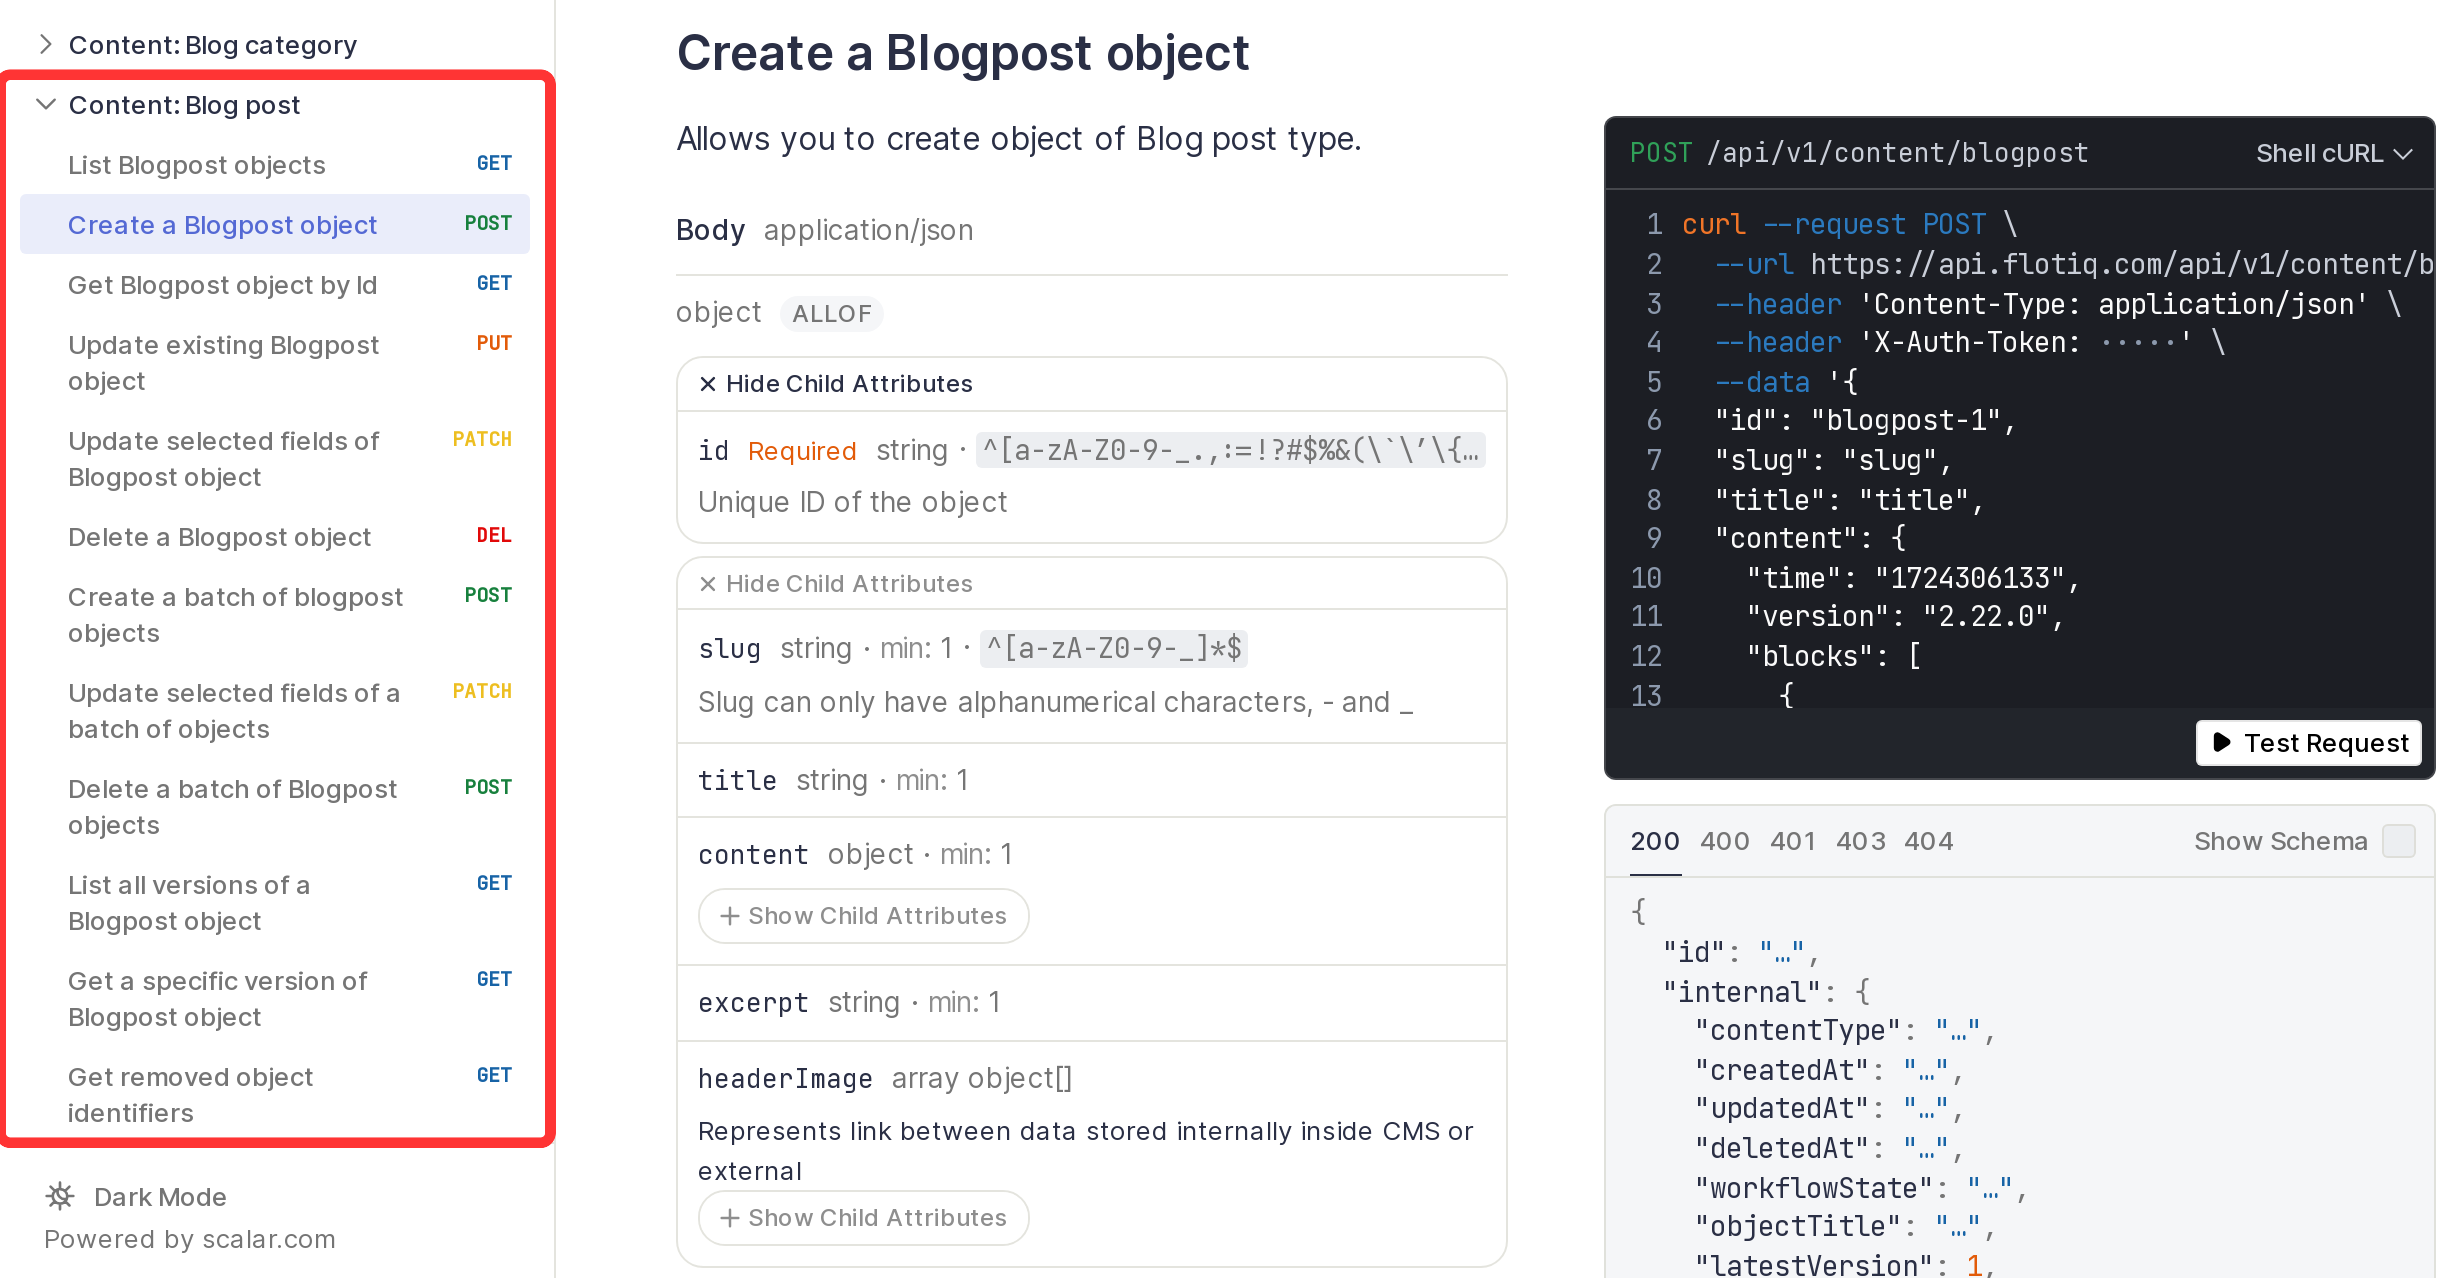 Content: Blog category
Content: Blog post
List Blogpost objects GET
Create a Blogpost object POST
Get Blogpost object by Id GET
Update existing Blogpost PUT
object
Update selected fields of PATCH
Blogpost object
Delete a Blogpost object DEL
Create a batch of blogpost POST
objects
Update selected fields of a PATCH
batch of objects
Delete a batch of Blogpost POST
objects
List all versions of a GET
Blogpost object
Get a specific version of GET
Blogpost object
Get removed object GET
identifiers
Dark Mode
Powered by scalar.com
Create a Blogpost object
Allows you to create object of Blog post type.
Body application/json
object ALLOF
Hide Child Attributes
id Required string · ^[a-zA-Z0-9-_.,:=!?#$%&(\`\’\{…
Unique ID of the object
Hide Child Attributes
slug string · min: 1 · ^[a-zA-Z0-9-_]*$
Slug can only have alphanumerical characters, - and _
title string · min: 1
content object · min: 1
+ Show Child Attributes
excerpt string · min: 1
headerImage array object[]
Represents link between data stored internally inside CMS or
external
+ Show Child Attributes
POST /api/v1/content/blogpost Shell cURL
1 curl --request POST \
2 --url https://api.flotiq.com/api/v1/content/b
3 --header 'Content-Type: application/json' \
4 --header 'X-Auth-Token: ·····' \
5 --data '{
6 "id": "blogpost-1",
7 "slug": "slug",
8 "title": "title",
9 "content": {
10 "time": "1724306133",
11 "version": "2.22.0",
12 "blocks": [
13 {
Test Request
200 400 401 403 404 Show Schema
{
"id": "…",
"internal": {
"contentType": "…",
"createdAt": "…",
"updatedAt": "…",
"deletedAt": "…",
"workflowState": "…",
"objectTitle": "…",
"latestVersion": 1,